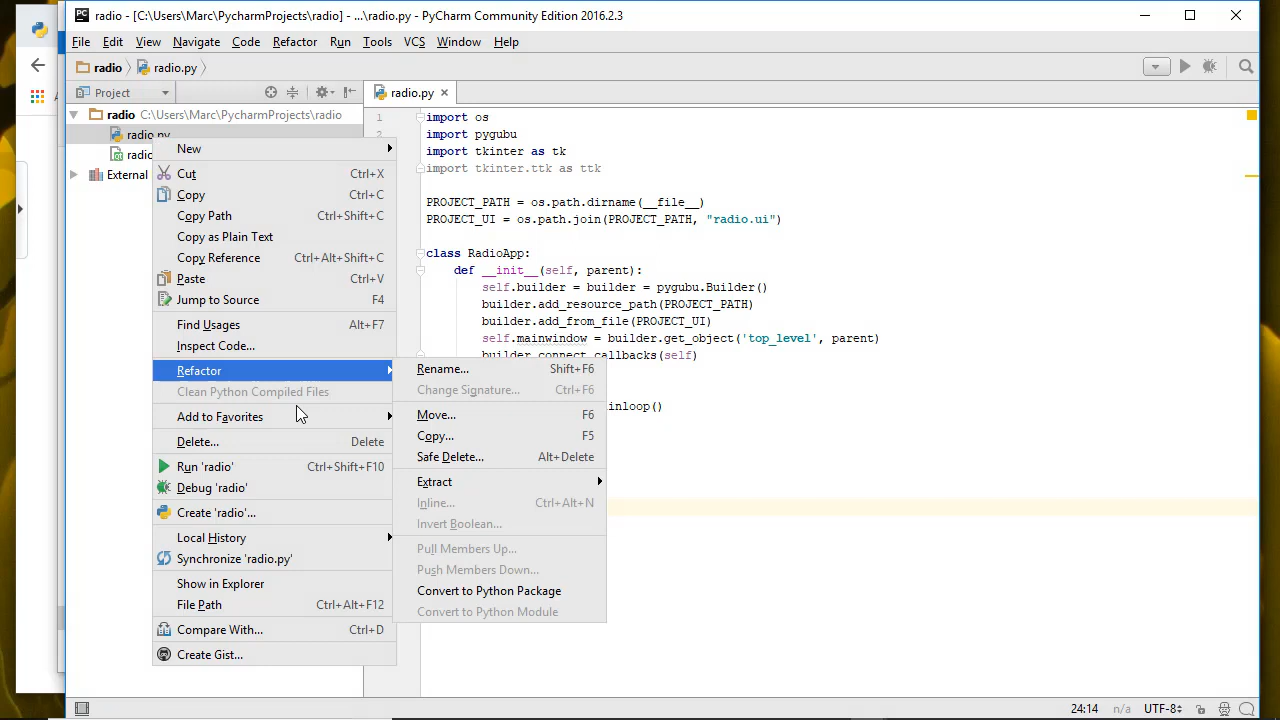 radio - [C:\Users\Marc\PycharmProjects\radio] - ...\radio.py - PyCharm Community Edition 2016.2.3
File Edit View Navigate Code Refactor Run Tools VCS Window Help
radio radio.py
Project radio.py
radio C:\Users\Marc\PycharmProjects\radio
radio.py
radio
External
New
Cut Ctrl+X
Copy Ctrl+C
Copy Path Ctrl+Shift+C
Copy as Plain Text
Copy Reference Ctrl+Alt+Shift+C
Paste Ctrl+V
Jump to Source F4
Find Usages Alt+F7
Inspect Code...
Refactor
Clean Python Compiled Files
Add to Favorites
Delete... Delete
Run 'radio' Ctrl+Shift+F10
Debug 'radio'
Create 'radio'...
Local History
Synchronize 'radio.py'
Show in Explorer
File Path Ctrl+Alt+F12
Compare With... Ctrl+D
Create Gist...
Rename... Shift+F6
Change Signature... Ctrl+F6
Move... F6
Copy... F5
Safe Delete... Alt+Delete
Extract
Inline... Ctrl+Alt+N
Invert Boolean...
Pull Members Up...
Push Members Down...
Convert to Python Package
Convert to Python Module
1 import os
2 import pygubu
import tkinter as tk
import tkinter.ttk as ttk
PROJECT_PATH = os.path.dirname(__file__)
PROJECT_UI = os.path.join(PROJECT_PATH, "radio.ui")
class RadioApp:
def __init__(self, parent):
self.builder = builder = pygubu.Builder()
builder.add_resource_path(PROJECT_PATH)
builder.add_from_file(PROJECT_UI)
self.mainwindow = builder.get_object('top_level', parent)
builder.connect_callbacks(self)
inloop()
24:14 n/a UTF-8